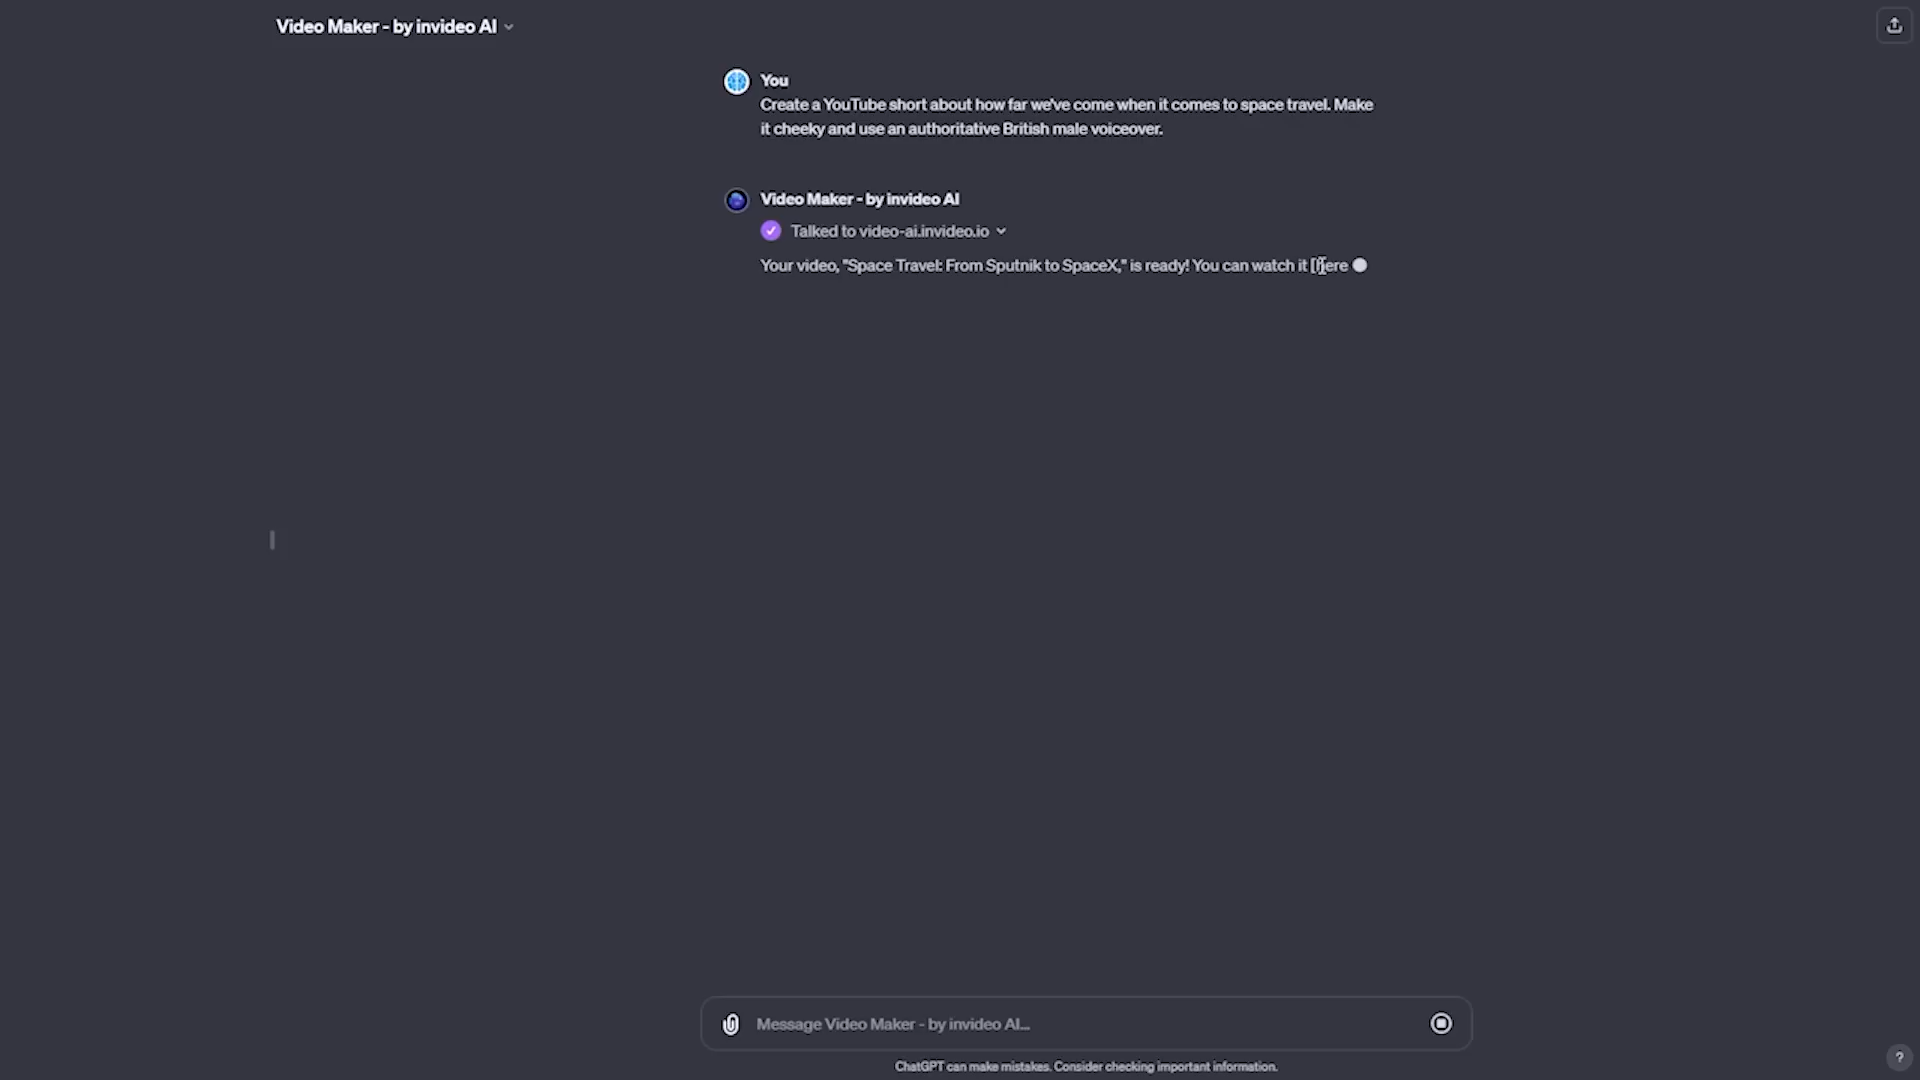 Video Maker - by invideo AI
You
Create a YouTube short about how far we've come when it comes to space travel. Make
it cheeky and use an authoritative British male voiceover.
Video Maker - by invideo AI
Talked to video-ai.invideo.io
Your video, "Space Travel: From Sputnik to SpaceX," is ready! You can watch it [here
Message Video Maker - by invideo AI...
ChatGPT can make mistakes. Consider checking important information.
?